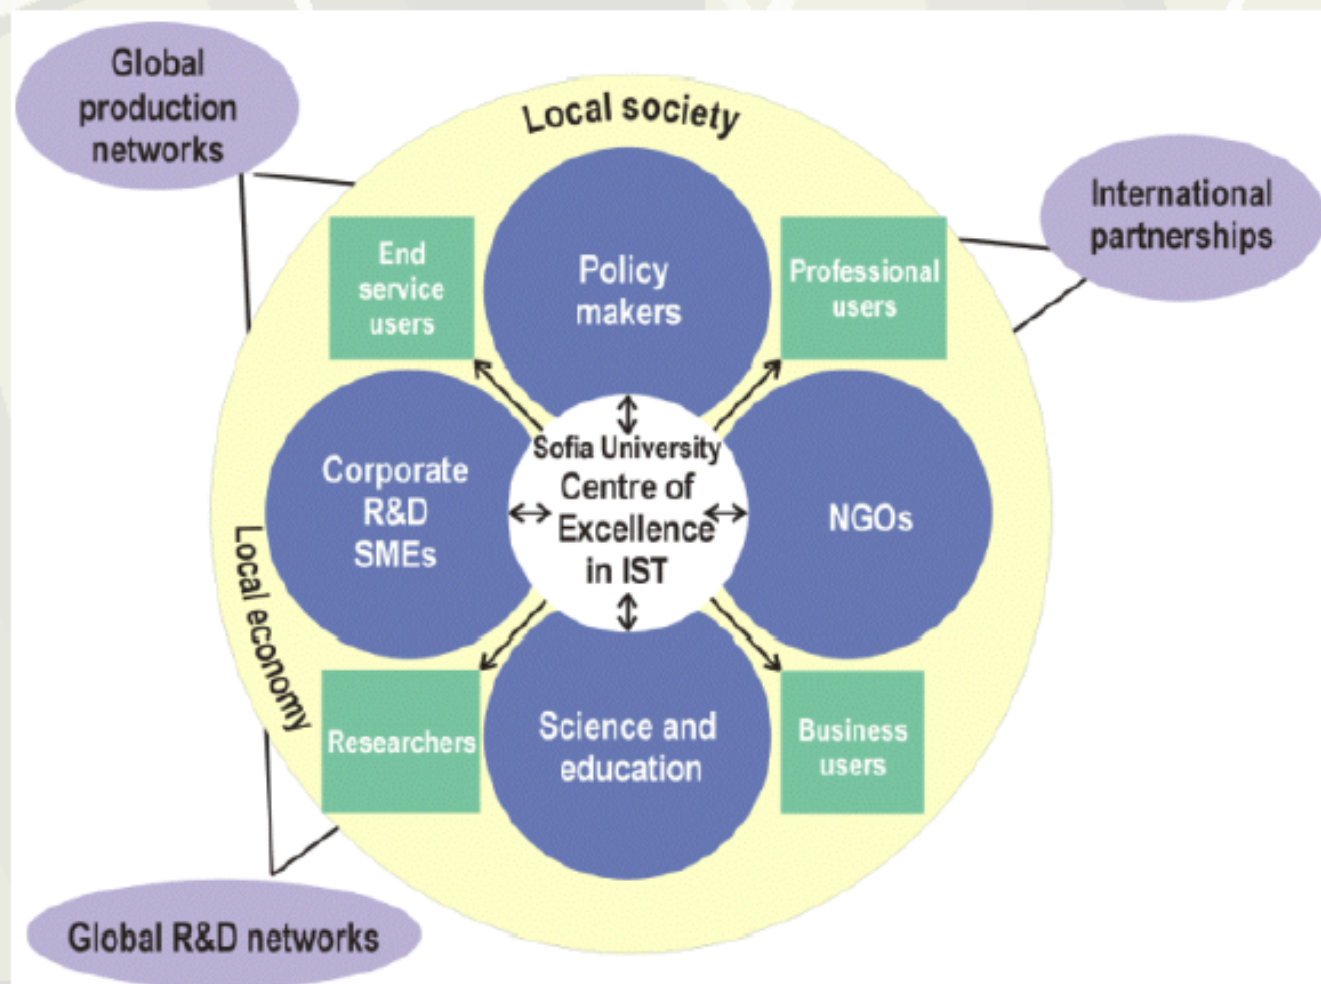 Global
production
networks
Local society
International
partnerships
End
service
users
Policy
makers
Professional
users
Corporate
R&D
SMEs
Sofia University
Centre of
Excellence
in IST
NGOs
Local economy
Researchers
Science and
education
Business
users
Global R&D networks